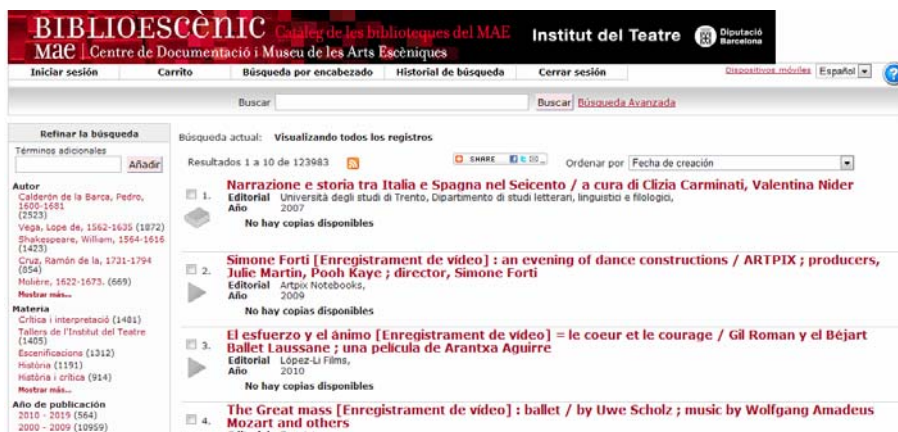 BIBLIOESCÈNIC Catàleg de les biblioteques del MAE
MAE | Centre de Documentació i Museu de les Arts Escèniques
Institut del Teatre
Diputació
Barcelona
Iniciar sesión Carrito Búsqueda por encabezado Historial de búsqueda Cerrar sesión
Dispositivos móviles Español ?
Buscar Buscar Búsqueda Avanzada
Refinar la búsqueda
Términos adicionales
Añadir
Autor
Calderón de la Barca, Pedro,
1600-1681
(2523)
Vega, Lope de, 1562-1635 (1872)
Shakespeare, William, 1564-1616
(1423)
Cruz, Ramón de la, 1731-1794
(854)
Molière, 1622-1673. (669)
Mostrar más...
Materia
Crítica i interpretació (1481)
Tallers de l'Institut del Teatre
(1405)
Escenificacions (1312)
Història (1191)
Història i crítica (914)
Mostrar más...
Año de publicación
2010 - 2019 (564)
2000 - 2009 (10959)
Búsqueda actual: Visualizando todos los registros
Resultados 1 a 10 de 123983
SHARE
Ordenar por Fecha de creación
1. Narrazione e storia tra Italia e Spagna nel Seicento / a cura di Clizia Carminati, Valentina Nider
Editorial Università degli studi di Trento, Dipartimento di studi letterari, linguistici e filologici,
Año 2007
No hay copias disponibles
2. Simone Forti [Enregistrament de vídeo] : an evening of dance constructions / ARTPIX ; producers,
Julie Martin, Pooh Kaye ; director, Simone Forti
Editorial Artpix Notebooks,
Año 2009
No hay copias disponibles
3. El esfuerzo y el ánimo [Enregistrament de vídeo] = le coeur et le courage / Gil Roman y el Béjart
Ballet Laussane ; una película de Arantxa Aguirre
Editorial López-Li Films,
Año 2010
No hay copias disponibles
4. The Great mass [Enregistrament de vídeo] : ballet / by Uwe Scholz ; music by Wolfgang Amadeus
Mozart and others